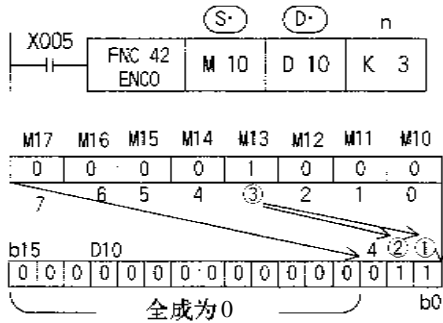 S· D· n
X005
FNC 42
ENCO M 10 D 10 K 3
M17 M16 M15 M14 M13 M12 M11 M10
0 0 0 0 1 0 0 0
7 6 5 4 ③ 2 1 0
4 ② ①
b15 D10
0 0 0 0 0 0 0 0 0 0 0 0 0 0 1 1
b0
全成为0